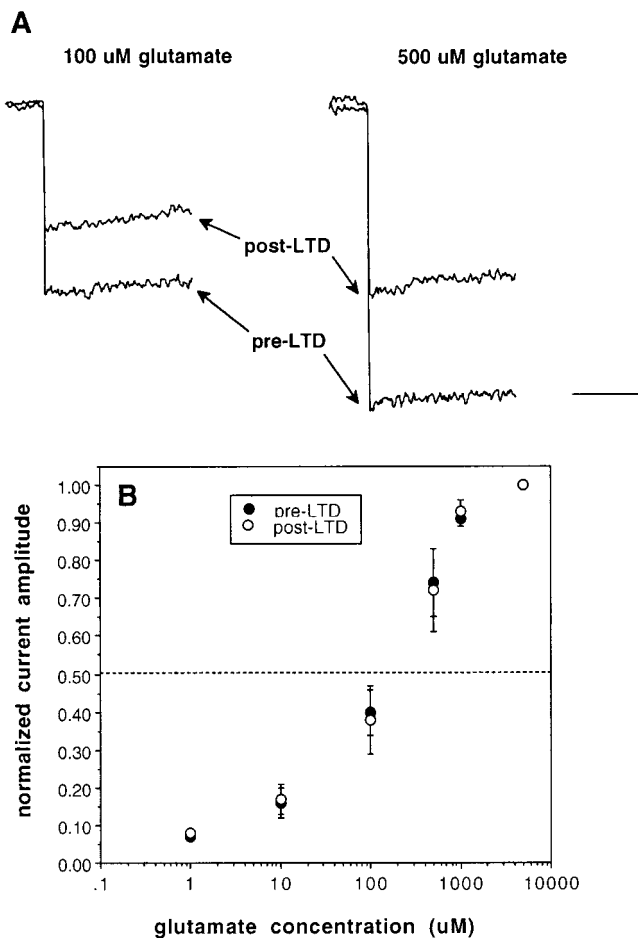 A
100 uM glutamate 500 uM glutamate
post-LTD
pre-LTD
B
pre-LTD
post-LTD
normalized current amplitude
1.00
0.90
0.80
0.70
0.60
0.50
0.40
0.30
0.20
0.10
0.00
.1 1 10 100 1000 10000
glutamate concentration (uM)